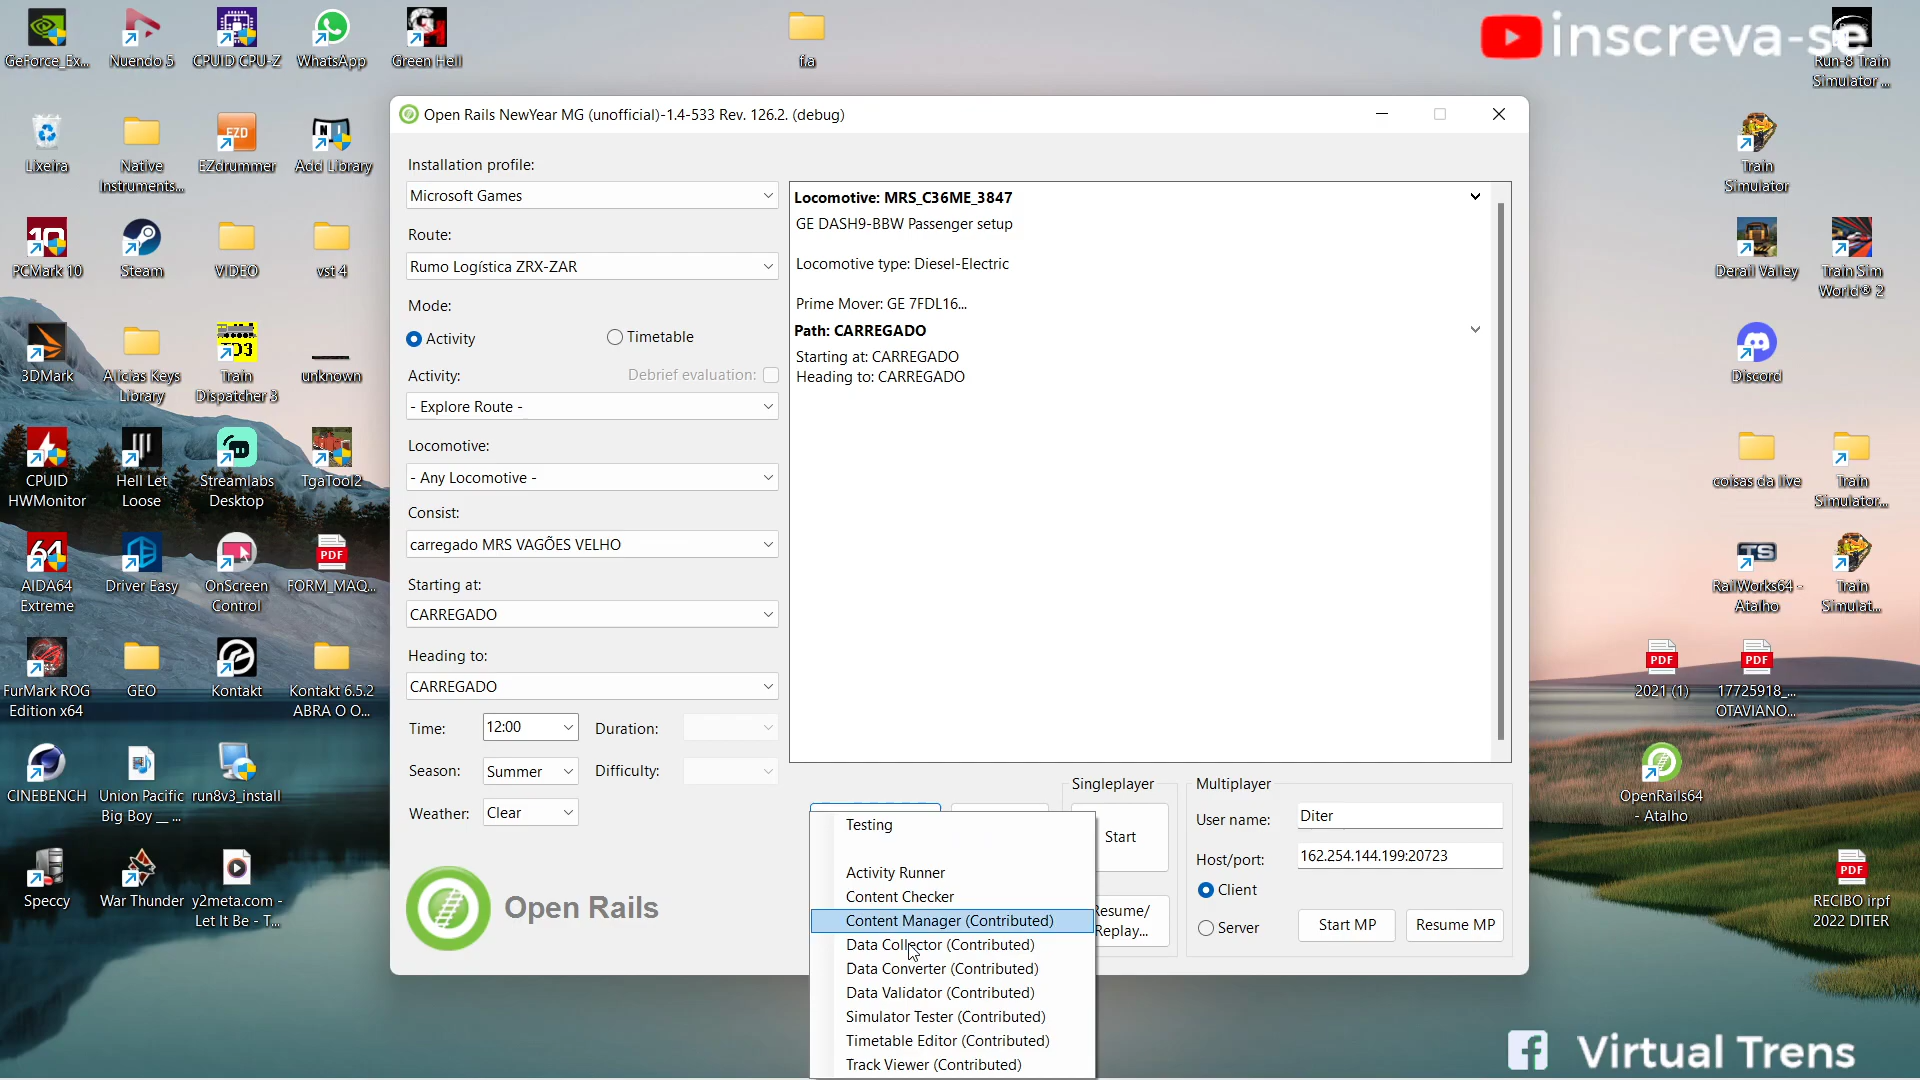 GeForce_Ex...
Nuendo 5
CPUID CPU-Z
WhatsApp
Green Hell
fia
inscreva-se
Run-8 Train
Simulator ...
Lixeira
Native
Instruments...
EZD
EZdrummer
Add Library
Train
Simulator
PCMark 10
Steam
VIDEO
vst 4
Derail Valley
Train Sim
World® 2
3DMark
Alicias Keys
Library
Train
Dispatcher 3
unknown
Discord
CPUID
HWMonitor
Hell Let
Loose
Streamlabs
Desktop
TgaTool2
coisas da live
Train
Simulator...
64
AIDA64
Extreme
Driver Easy
OnScreen
Control
PDF
FORM_MAQ...
TS
RailWorks64 -
Atalho
Train
Simulat...
FurMark ROG
Edition x64
GEO
Kontakt
Kontakt 6.5.2
ABRA O O...
PDF
2021 (1)
PDF
17725918_...
OTAVIANO...
CINEBENCH
Union Pacific
Big Boy __ ...
run8v3_install
OpenRails64
- Atalho
Speccy
War Thunder
y2meta.com -
Let It Be - T...
PDF
RECIBO irpf
2022 DITER
Open Rails NewYear MG (unofficial)-1.4-533 Rev. 126.2. (debug)
Installation profile:
Microsoft Games
Route:
Rumo Logística ZRX-ZAR
Mode:
Activity
Timetable
Activity:
Debrief evaluation:
- Explore Route -
Locomotive:
- Any Locomotive -
Consist:
carregado MRS VAGÕES VELHO
Starting at:
CARREGADO
Heading to:
CARREGADO
Time:
12:00
Duration:
Season:
Summer
Difficulty:
Weather:
Clear
Open Rails
Locomotive: MRS_C36ME_3847
GE DASH9-BBW Passenger setup
Locomotive type: Diesel-Electric
Prime Mover: GE 7FDL16...
Path: CARREGADO
Starting at: CARREGADO
Heading to: CARREGADO
Testing
Activity Runner
Content Checker
Content Manager (Contributed)
Data Collector (Contributed)
Data Converter (Contributed)
Data Validator (Contributed)
Simulator Tester (Contributed)
Timetable Editor (Contributed)
Track Viewer (Contributed)
Singleplayer
Start
Resume/
Replay...
Multiplayer
User name:
Diter
Host/port:
162.254.144.199:20723
Client
Server
Start MP
Resume MP
Virtual Trens